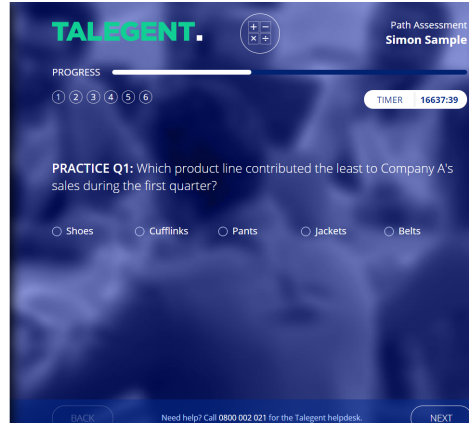 TALEGENT.
+ − × ÷
Path Assessment
Simon Sample
PROGRESS
1 2 3 4 5 6
TIMER 16637:39
PRACTICE Q1: Which product line contributed the least to Company A's
sales during the first quarter?
Shoes Cufflinks Pants Jackets Belts
BACK Need help? Call 0800 002 021 for the Talegent helpdesk. NEXT